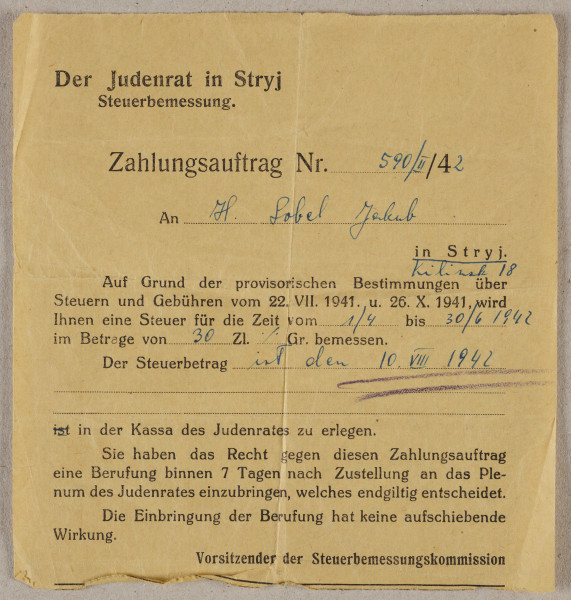 Der Judenrat in Stryj
Steuerbemessung.
Zahlungsauftrag Nr. 590/II/42
An H. Sobel Jakub
in Stryj.
Kilinsk 18
Auf Grund der provisorischen Bestimmungen über
Steuern und Gebühren vom 22. VII. 1941. u. 26. X. 1941. wird
Ihnen eine Steuer für die Zeit vom 1/4 bis 30/6 1942
im Betrage von 30 Zl. Gr. bemessen.
Der Steuerbetrag ist den 10. VIII 1942
ist in der Kassa des Judenrates zu erlegen.
Sie haben das Recht gegen diesen Zahlungsauftrag
eine Berufung binnen 7 Tagen nach Zustellung an das Ple-
num des Judenrates einzubringen, welches endgiltig entscheidet.
Die Einbringung der Berufung hat keine aufschiebende
Wirkung.
Vorsitzender der Steuerbemessungskommission